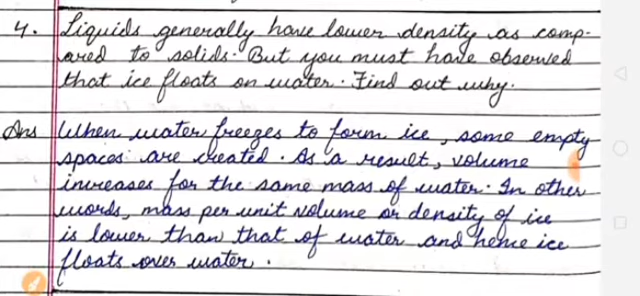 4. Liquids generally have lower density as comp-
ared to solids. But you must have observed
that ice floats on water. Find out why.
Ans When water freezes to form ice, some empty
spaces are created. As a result, volume
increases for the same mass of water. In other
words, mass per unit volume or density of ice
is lower than that of water and hence ice
floats over water.